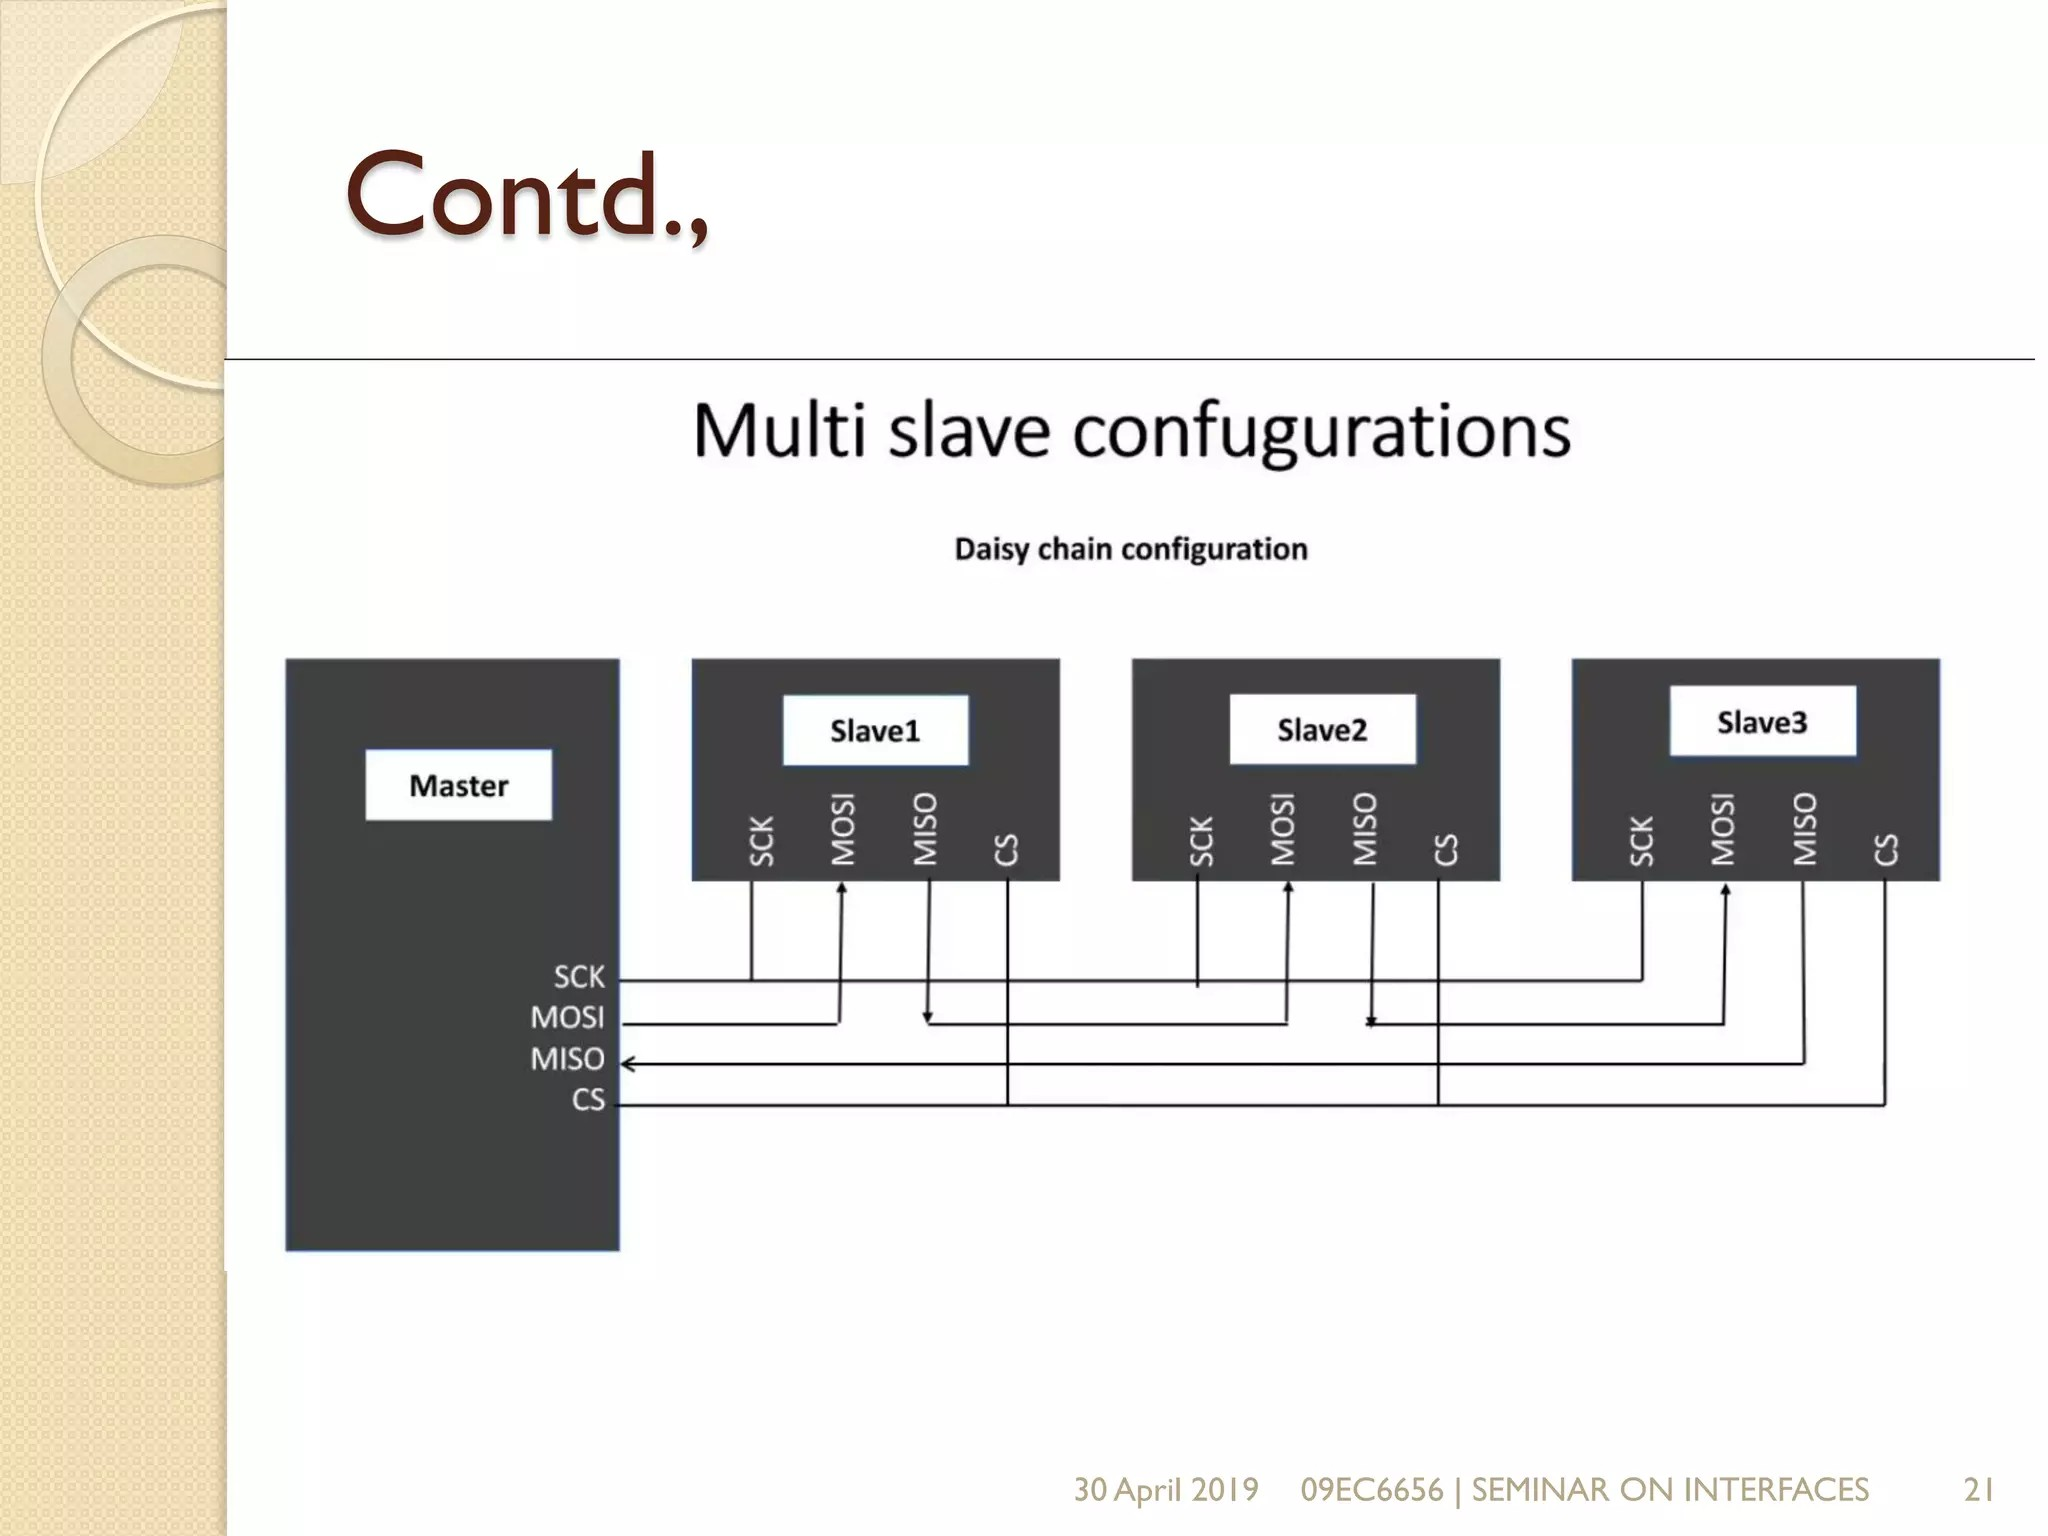 Contd.,
Multi slave confugurations
Daisy chain configuration
Master
SCK
MOSI
MISO
CS
Slave1
SCK
MOSI
MISO
CS
Slave2
SCK
MOSI
MISO
CS
Slave3
SCK
MOSI
MISO
CS
30 April 2019 09EC6656 | SEMINAR ON INTERFACES 21